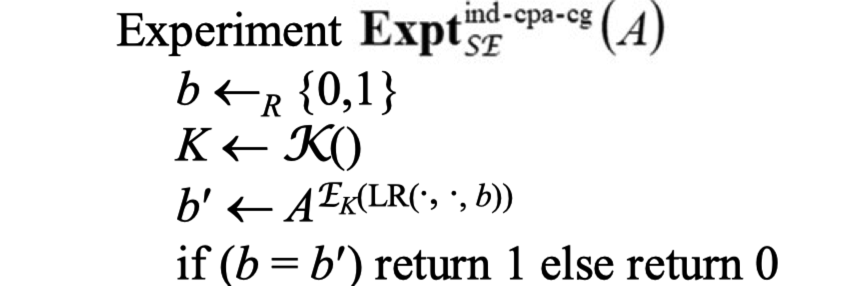 Experiment Expt^{ind-cpa-cg}_{SE}(A)
b ←_R {0,1}
K ← 𝒦()
b′ ← A^{ℰ_K(LR(·, ·, b))}
if (b = b′) return 1 else return 0